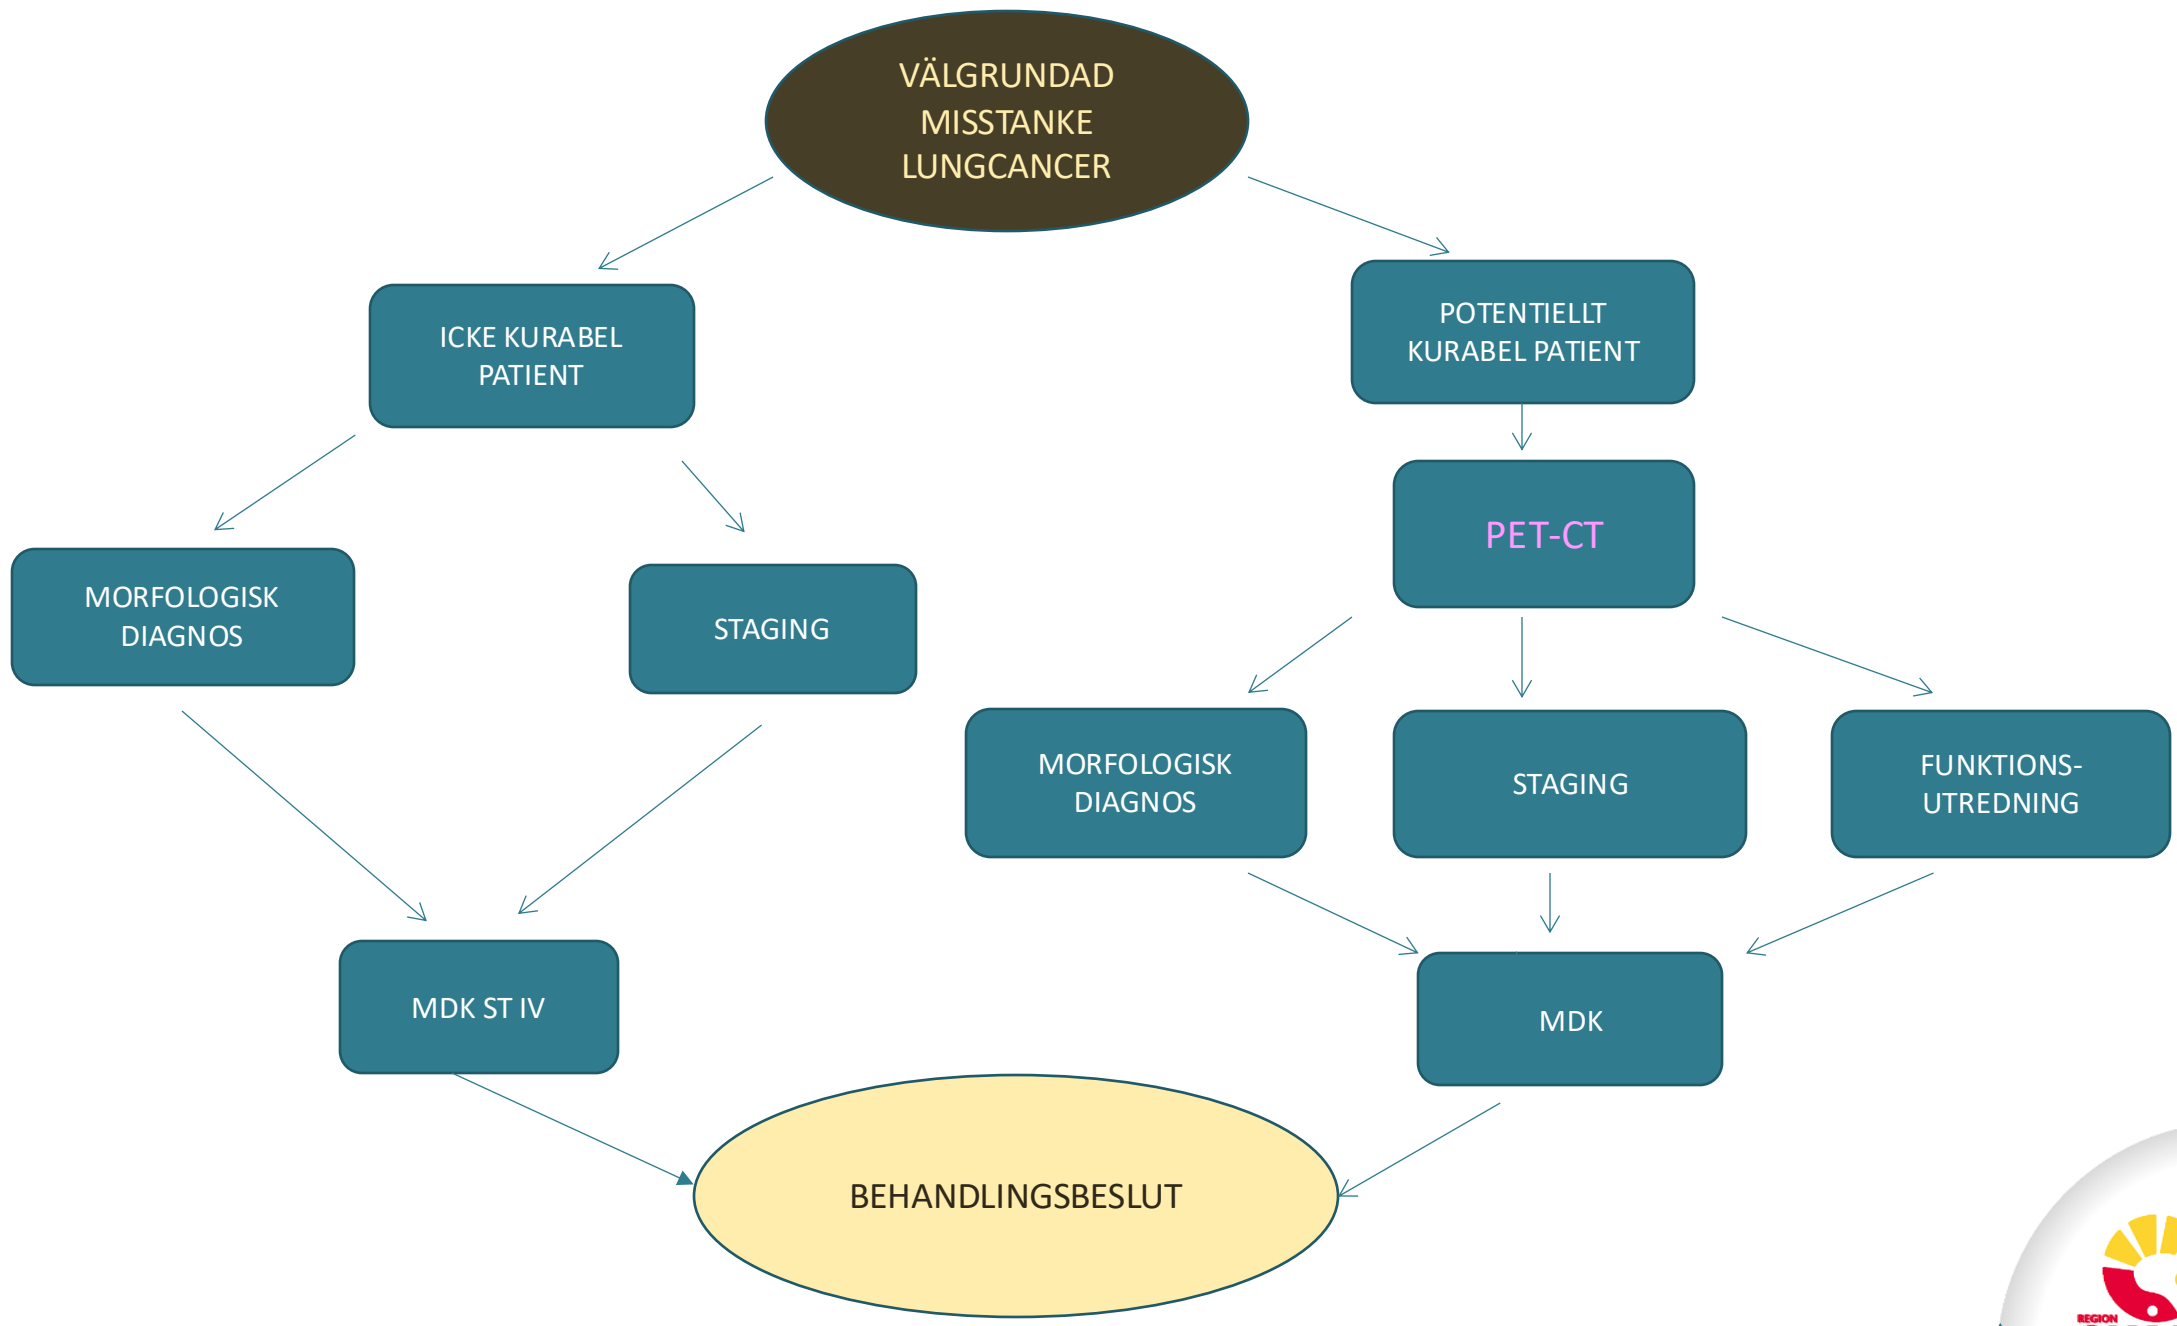 VÄLGRUNDAD
MISSTANKE
LUNGCANCER
ICKE KURABEL
PATIENT
POTENTIELLT
KURABEL PATIENT
PET-CT
MORFOLOGISK
DIAGNOS
STAGING
MORFOLOGISK
DIAGNOS
STAGING
FUNKTIONS-
UTREDNING
MDK ST IV
MDK
BEHANDLINGSBESLUT
REGION